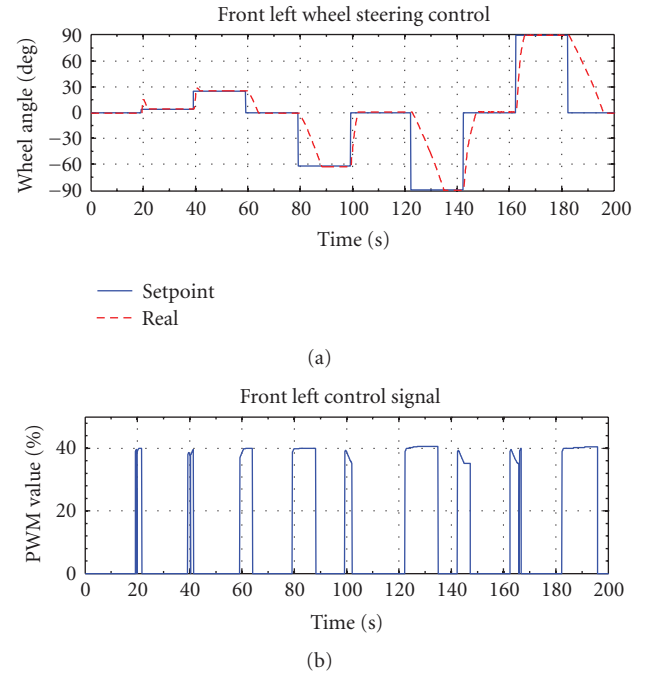 Front left wheel steering control
Wheel angle (deg)
90
60
30
0
−30
−60
−90
0 20 40 60 80 100 120 140 160 180 200
Time (s)
Setpoint
Real
(a)
Front left control signal
PWM value (%)
40
20
0
0 20 40 60 80 100 120 140 160 180 200
Time (s)
(b)